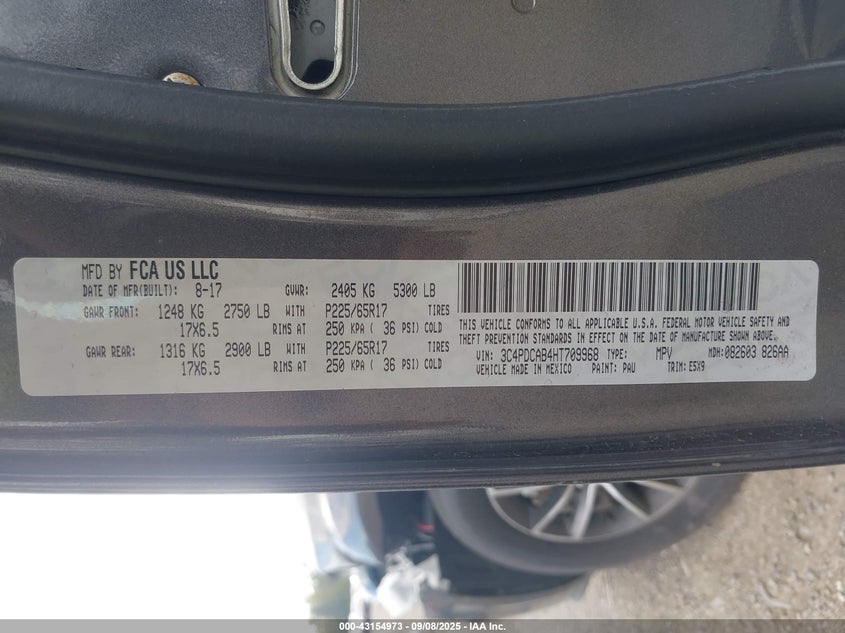 MFD BY FCA US LLC
DATE OF MFR(BUILT): 8-17 GVWR: 2405 KG 5300 LB
GAWR FRONT: 1248 KG 2750 LB WITH P225/65R17 TIRES
17X6.5 RIMS AT 250 KPA ( 36 PSI) COLD
GAWR REAR: 1316 KG 2900 LB WITH P225/65R17 TIRES
17X6.5 RIMS AT 250 KPA ( 36 PSI) COLD
THIS VEHICLE CONFORMS TO ALL APPLICABLE U.S.A. FEDERAL MOTOR VEHICLE SAFETY AND
THEFT PREVENTION STANDARDS IN EFFECT ON THE DATE OF MANUFACTURE SHOWN ABOVE.
VIN: 3C4PDCAB4HT709968 TYPE: MPV MDH: 082603 826AA
VEHICLE MADE IN MEXICO PAINT: PAU TRIM: E5X9
000-43154973 - 09/08/2025 - IAA Inc.